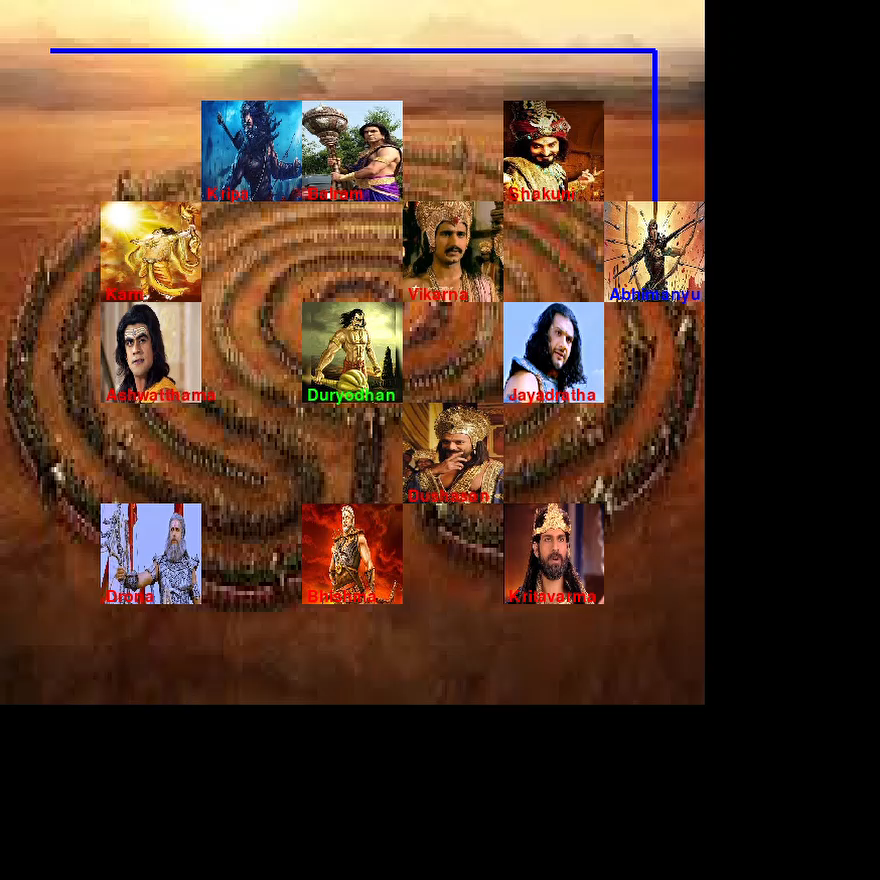 Kripa
Balram
Shakuni
Karn
Vikarna
Abhimanyu
Ashwatthama
Duryodhan
Jayadratha
Dushasan
Drona
Bhishma
Kritavarma